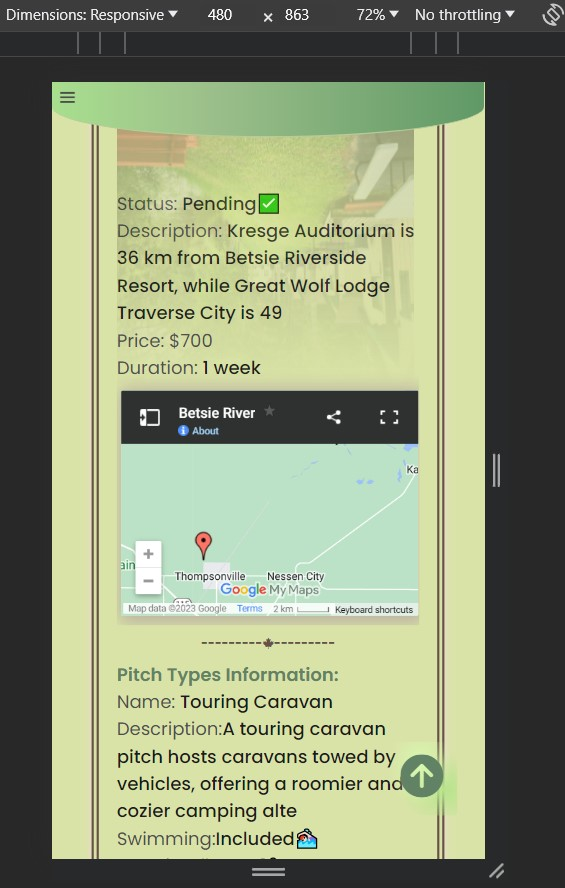 Dimensions: Responsive 480 × 863 72% No throttling
Status: Pending✅
Description: Kresge Auditorium is
36 km from Betsie Riverside
Resort, while Great Wolf Lodge
Traverse City is 49
Price: $700
Duration: 1 week
Betsie River
About
Ka
ain
Thompsonville Nessen City
Google My Maps
Map data ©2023 Google Terms 2 km Keyboard shortcuts
Pitch Types Information:
Name: Touring Caravan
Description:A touring caravan
pitch hosts caravans towed by
vehicles, offering a roomier and
cozier camping alte
Swimming:Included